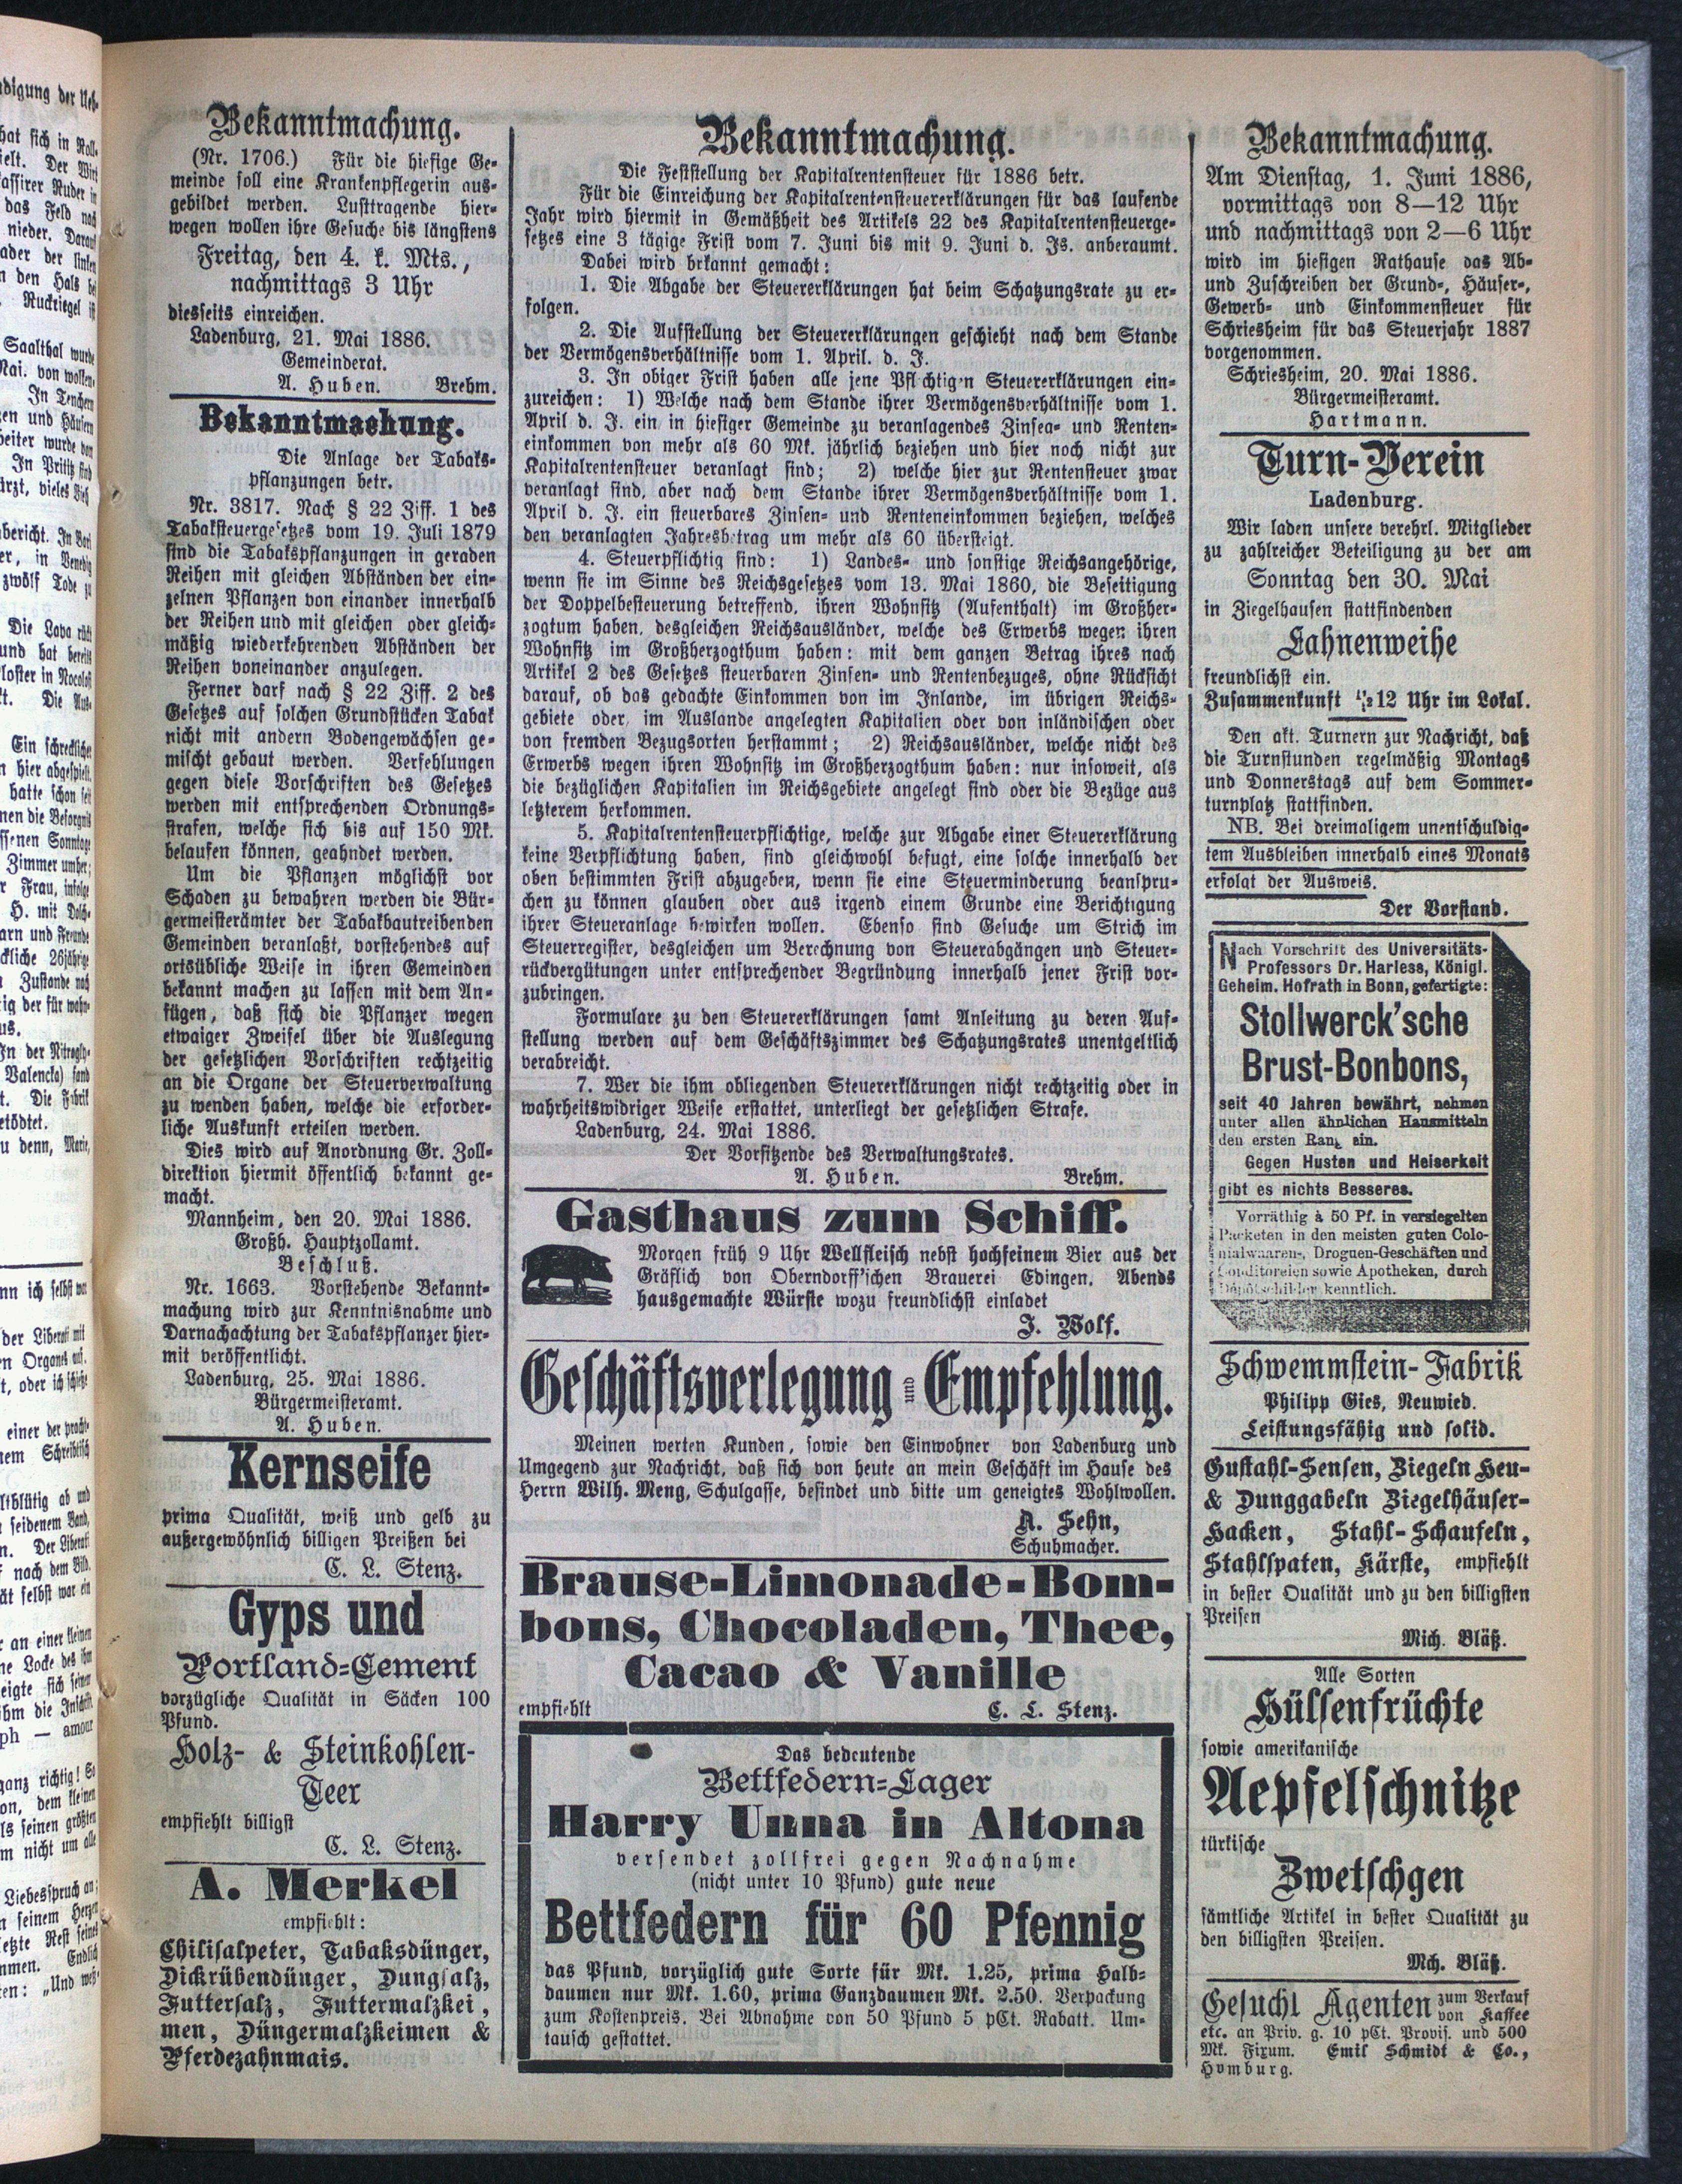 Bekanntmachung.
(Nr. 1706.) Für die hiesige Ge-
meinde soll eine Krankenpflegerin aus-
gebildet werden. Lusttragende hier-
wegen wollen ihre Gesuche bis längstens
Freitag, den 4. k. Mts.,
nachmittags 3 Uhr
diesseits einreichen.
Ladenburg, 21. Mai 1886.
Gemeinderat.
A. Huben. Brehm.
Bekanntmachung.
Die Anlage der Tabaks-
pflanzungen betr.
Nr. 3817. Nach § 22 Ziff. 1 des
Tabaksteuergesetzes vom 19. Juli 1879
sind die Tabakspflanzungen in geraden
Reihen mit gleichen Abständen der ein-
zelnen Pflanzen von einander innerhalb
der Reihen und mit gleichen oder gleich-
mäßig wiederkehrenden Abständen der
Reihen voneinander anzulegen.
Ferner darf nach § 22 Ziff. 2 des
Gesetzes auf solchen Grundstücken Tabak
nicht mit andern Bodengewächsen ge-
mischt gebaut werden. Verfehlungen
gegen diese Vorschriften des Gesetzes
werden mit entsprechenden Ordnungs-
strafen, welche sich bis auf 150 Mk.
belaufen können, geahndet werden.
Um die Pflanzen möglichst vor
Schaden zu bewahren werden die Bür-
germeisterämter der Tabakbautreibenden
Gemeinden veranlaßt, vorstehendes auf
ortsübliche Weise in ihren Gemeinden
bekannt machen zu lassen mit dem An-
fügen, daß sich die Pflanzer wegen
etwaiger Zweifel über die Auslegung
der gesetzlichen Vorschriften rechtzeitig
an die Organe der Steuerverwaltung
zu wenden haben, welche die erforder-
liche Auskunft erteilen werden.
Dies wird auf Anordnung Gr. Zoll-
direktion hiermit öffentlich bekannt ge-
macht.
Mannheim, den 20. Mai 1886.
Großh. Hauptzollamt.
Beschluß.
Nr. 1663. Vorstehende Bekannt-
machung wird zur Kenntnisnahme und
Darnachachtung der Tabakspflanzer hier-
mit veröffentlicht.
Ladenburg, 25. Mai 1886.
Bürgermeisteramt.
A. Huben.
Kernseife
prima Qualität, weiß und gelb zu
außergewöhnlich billigen Preißen bei
C. L. Stenz.
Gyps und
Portland-Cement
vorzügliche Qualität in Säcken 100
Pfund.
Holz- & Steinkohlen-
Teer
empfiehlt billigst
C. L. Stenz.
A. Merkel
empfiehlt:
Chilisalpeter, Tabaksdünger,
Dickrübendünger, Dungsalz,
Futtersalz, Futtermalzkei,
men, Düngermalzkeimen &
Pferdezahnmais.
Bekanntmachung.
Die Feststellung der Kapitalrentensteuer für 1886 betr.
Für die Einreichung der Kapitalrentensteuererklärungen für das laufende
Jahr wird hiermit in Gemäßheit des Artikels 22 des Kapitalrentensteuerge-
setzes eine 3 tägige Frist vom 7. Juni bis mit 9. Juni d. Js. anberaumt.
Dabei wird bekannt gemacht:
1. Die Abgabe der Steuererklärungen hat beim Schatzungsrate zu er-
folgen.
2. Die Aufstellung der Steuererklärungen geschieht nach dem Stande
der Vermögensverhältnisse vom 1. April. d. J.
3. In obiger Frist haben alle jene Pflichtigen Steuererklärungen ein-
zureichen: 1) Welche nach dem Stande ihrer Vermögensverhältnisse vom 1.
April d. J. ein in hiesiger Gemeinde zu veranlagendes Zinsea- und Renten-
einkommen von mehr als 60 Mk. jährlich beziehen und hier noch nicht zur
Kapitalrentensteuer veranlagt sind; 2) welche hier zur Rentensteuer zwar
veranlagt sind, aber nach dem Stande ihrer Vermögensverhältnisse vom 1.
April d. J. ein steuerbares Zinsen- und Renteneinkommen beziehen, welches
den veranlagten Jahresbetrag um mehr als 60 übersteigt.
4. Steuerpflichtig sind: 1) Landes- und sonstige Reichsangehörige,
wenn sie im Sinne des Reichsgesetzes vom 13. Mai 1860, die Beseitigung
der Doppelbesteuerung betreffend, ihren Wohnsitz (Aufenthalt) im Großher-
zogtum haben, desgleichen Reichsausländer, welche des Erwerbs wegen ihren
Wohnsitz im Großherzogthum haben: mit dem ganzen Betrag ihres nach
Artikel 2 des Gesetzes steuerbaren Zinsen- und Rentenbezuges, ohne Rücksicht
darauf, ob das gedachte Einkommen von im Inlande, im übrigen Reichs-
gebiete oder, im Auslande angelegten Kapitalien oder von inländischen oder
von fremden Bezugsorten herstammt; 2) Reichsausländer, welche nicht des
Erwerbs wegen ihren Wohnsitz im Großherzogthum haben: nur insoweit, als
die bezüglichen Kapitalien im Reichsgebiete angelegt sind oder die Bezüge aus
letzterem herkommen.
5. Kapitalrentensteuerpflichtige, welche zur Abgabe einer Steuererklärung
keine Verpflichtung haben, sind gleichwohl befugt, eine solche innerhalb der
oben bestimmten Frist abzugeben, wenn sie eine Steuerminderung beanspru-
chen zu können glauben oder aus irgend einem Grunde eine Berichtigung
ihrer Steueranlage bewirken wollen. Ebenso sind Gesuche um Strich im
Steuerregister, desgleichen um Berechnung von Steuerabgängen und Steuer-
rückvergütungen unter entsprechender Begründung innerhalb jener Frist vor-
zubringen.
Formulare zu den Steuererklärungen samt Anleitung zu deren Auf-
stellung werden auf dem Geschäftszimmer des Schatzungsrates unentgeltlich
verabreicht.
7. Wer die ihm obliegenden Steuererklärungen nicht rechtzeitig oder in
wahrheitswidriger Weise erstattet, unterliegt der gesetzlichen Strafe.
Ladenburg, 24. Mai 1886.
Der Vorsitzende des Verwaltungsrates.
A. Huben. Brehm.
Gasthaus zum Schiff.
Morgen früh 9 Uhr Wellfleisch nebst hochfeinem Bier aus der
Gräflich von Oberndorff'schen Brauerei Edingen. Abends
hausgemachte Würste wozu freundlichst einladet
J. Wolf.
Geschäftsverlegung und Empfehlung.
Meinen werten Kunden, sowie den Einwohner von Ladenburg und
Umgegend zur Nachricht, daß sich von heute an mein Geschäft im Hause des
Herrn Wilh. Meng, Schulgasse, befindet und bitte um geneigtes Wohlwollen.
A. Sehn,
Schuhmacher.
Brause-Limonade-Bom-
bons, Chocoladen, Thee,
Cacao & Vanille
empfiehlt C. L. Stenz.
Das bedeutende
Bettfedern-Lager
Harry Unna in Altona
versendet zollfrei gegen Nachnahme
(nicht unter 10 Pfund) gute neue
Bettfedern für 60 Pfennig
das Pfund, vorzüglich gute Sorte für Mk. 1.25, prima Halb-
daumen nur Mk. 1.60, prima Ganzdaumen Mk. 2.50. Verpackung
zum Kostenpreis. Bei Abnahme von 50 Pfund 5 pCt. Rabatt. Um-
tausch gestattet.
Bekanntmachung.
Am Dienstag, 1. Juni 1886,
vormittags von 8—12 Uhr
und nachmittags von 2—6 Uhr
wird im hiesigen Rathause das Ab-
und Zuschreiben der Grund-, Häuser-,
Gewerb- und Einkommensteuer für
Schriesheim für das Steuerjahr 1887
vorgenommen.
Schriesheim, 20. Mai 1886.
Bürgermeisteramt.
Hartmann.
Turn-Verein
Ladenburg.
Wir laden unsere verehrl. Mitglieder
zu zahlreicher Beteiligung zu der am
Sonntag den 30. Mai
in Ziegelhausen stattfindenden
Fahnenweihe
freundlichst ein.
Zusammenkunft 1/2 12 Uhr im Lokal.
Den akt. Turnern zur Nachricht, daß
die Turnstunden regelmäßig Montags
und Donnerstags auf dem Sommer-
turnplatz stattfinden.
NB. Bei dreimaligem unentschuldig-
tem Ausbleiben innerhalb eines Monats
erfolgt der Ausweis.
Der Vorstand.
Nach Vorschrift des Universitäts-
Professors Dr. Harless, Königl.
Geheim. Hofrath in Bonn, gefertigte:
Stollwerck'sche
Brust-Bonbons,
seit 40 Jahren bewährt, nehmen
unter allen ähnlichen Hausmitteln
den ersten Rang ein.
Gegen Husten und Heiserkeit
gibt es nichts Besseres.
Vorräthig à 50 Pf. in versiegelten
Packeten in den meisten guten Colo-
nialwaaren-, Droguen-Geschäften und
Conditoreien sowie Apotheken, durch
Dépôtschilder kenntlich.
Schwemmstein-Fabrik
Philipp Gies, Neuwied.
Leistungsfähig und solid.
Gußtahl-Sensen, Ziegeln Heu-
& Dunggabeln Ziegelhäuser-
Hacken, Stahl-Schaufeln,
Stahlspaten, Kärste, empfiehlt
in bester Qualität und zu den billigsten
Preisen
Mich. Bläß.
Alle Sorten
Hülsenfrüchte
sowie amerikanische
Aepfelschnitze
türkische
Zwetschgen
sämtliche Artikel in bester Qualität zu
den billigsten Preisen.
Mch. Bläß.
Gesucht Agenten zum Verkauf
von Kaffee
etc. an Priv. g. 10 pCt. Provis. und 500
Mk. Fixum. Emil Schmidt & Co.,
Homburg.